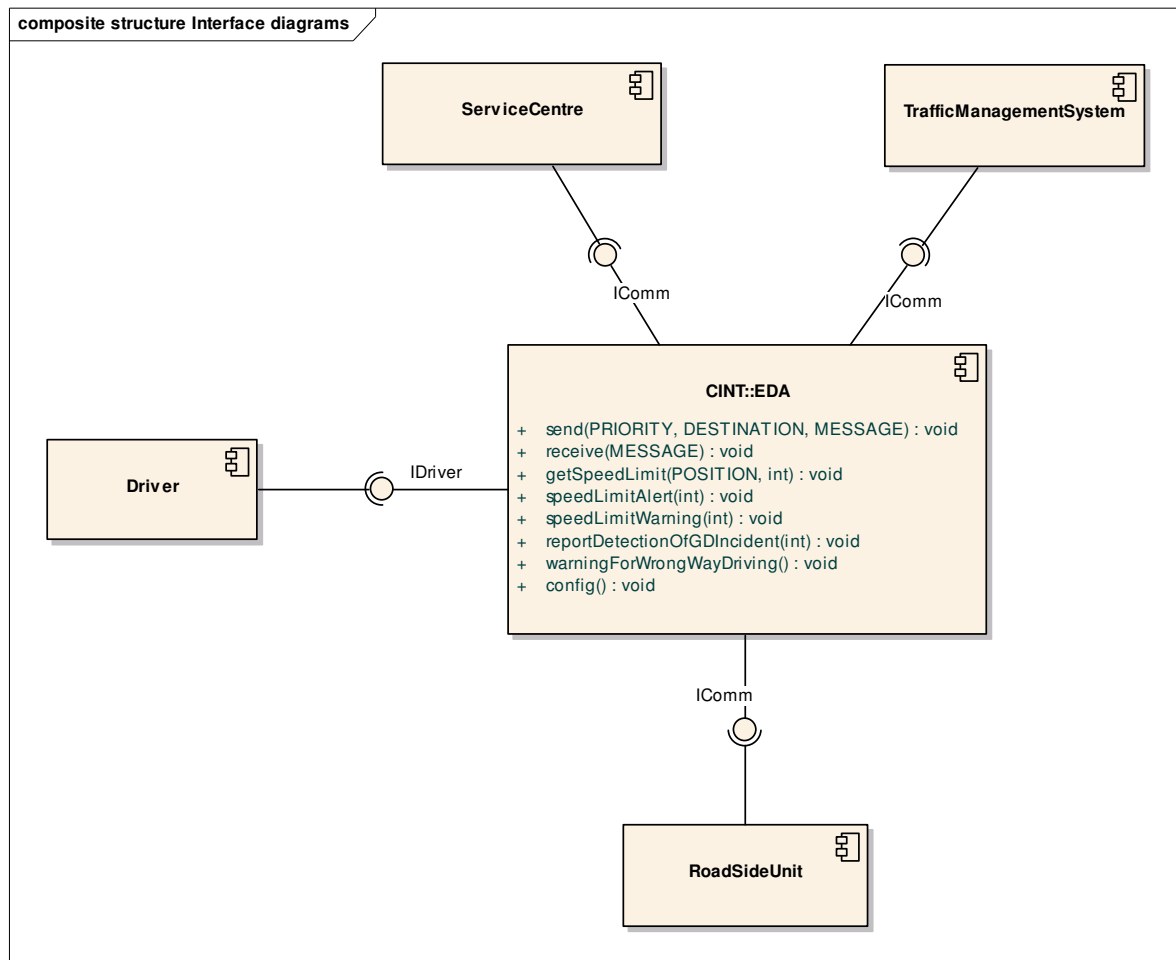 composite structure Interface diagrams
ServiceCentre
TrafficManagementSystem
IComm
IComm
CINT::EDA
+ send(PRIORITY, DESTINATION, MESSAGE) : void
+ receive(MESSAGE) : void
+ getSpeedLimit(POSITION, int) : void
+ speedLimitAlert(int) : void
+ speedLimitWarning(int) : void
+ reportDetectionOfGDIncident(int) : void
+ warningForWrongWayDriving() : void
+ config() : void
IDriver
Driver
IComm
RoadSideUnit